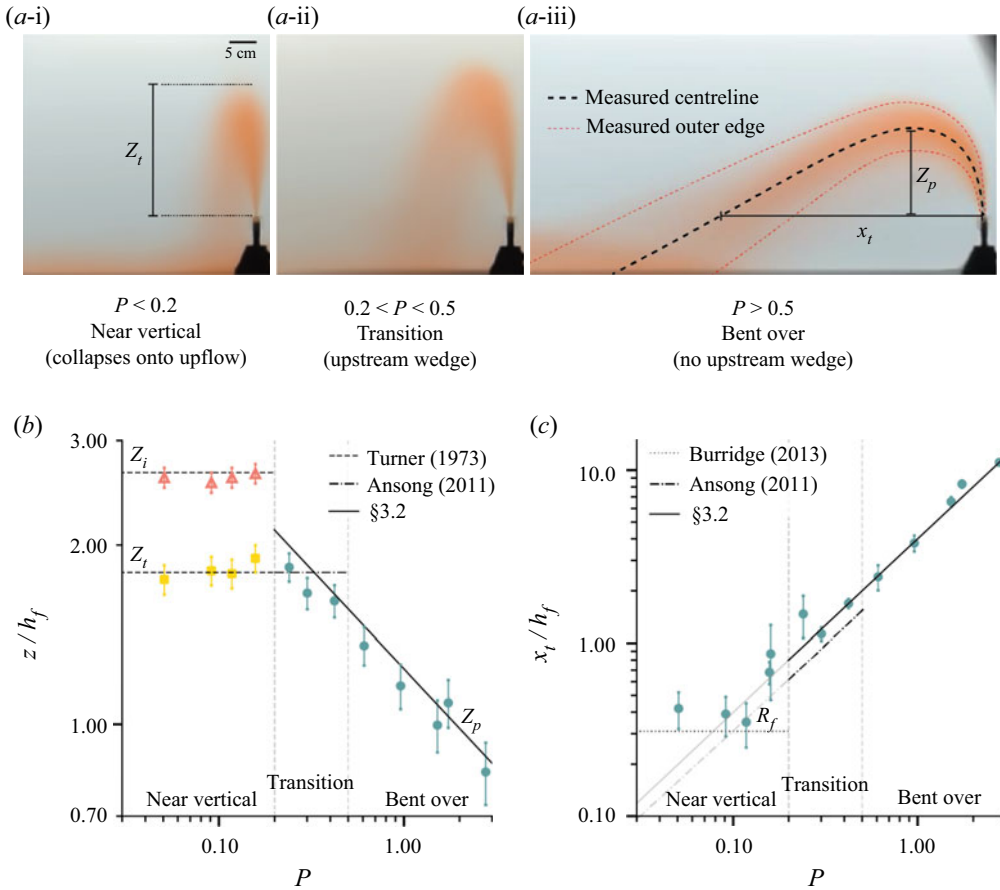 (a-i)
(a-ii)
(a-iii)
5 cm
Z_t
Measured centreline
Measured outer edge
Z_p
x_t
P < 0.2
Near vertical
(collapses onto upflow)
0.2 < P < 0.5
Transition
(upstream wedge)
P > 0.5
Bent over
(no upstream wedge)
(b)
3.00
2.00
1.00
0.70
z / h_f
Z_i
Z_t
Z_p
Turner (1973)
Ansong (2011)
§3.2
Near vertical
Transition
Bent over
0.10
1.00
P
(c)
10.0
1.00
0.10
x_t / h_f
Burridge (2013)
Ansong (2011)
§3.2
R_f
Near vertical
Transition
Bent over
0.10
1.00
P